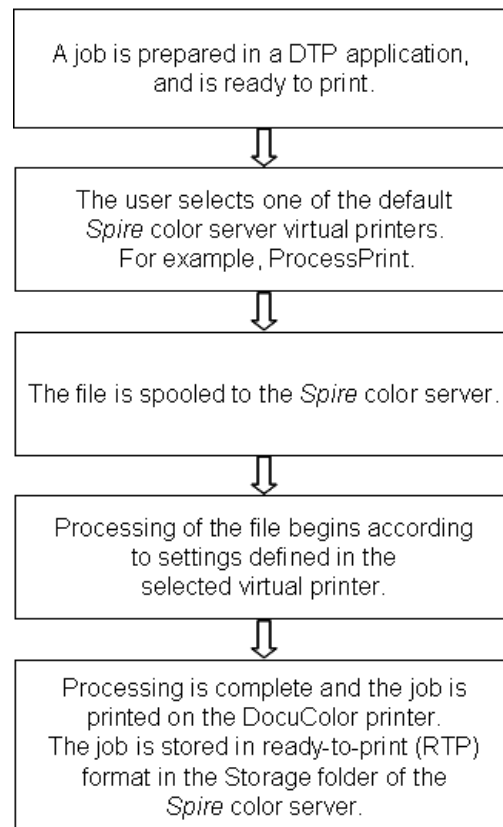 A job is prepared in a DTP application,
and is ready to print.
The user selects one of the default
Spire color server virtual printers.
For example, ProcessPrint.
The file is spooled to the Spire color server.
Processing of the file begins according
to settings defined in the
selected virtual printer.
Processing is complete and the job is
printed on the DocuColor printer.
The job is stored in ready-to-print (RTP)
format in the Storage folder of the
Spire color server.